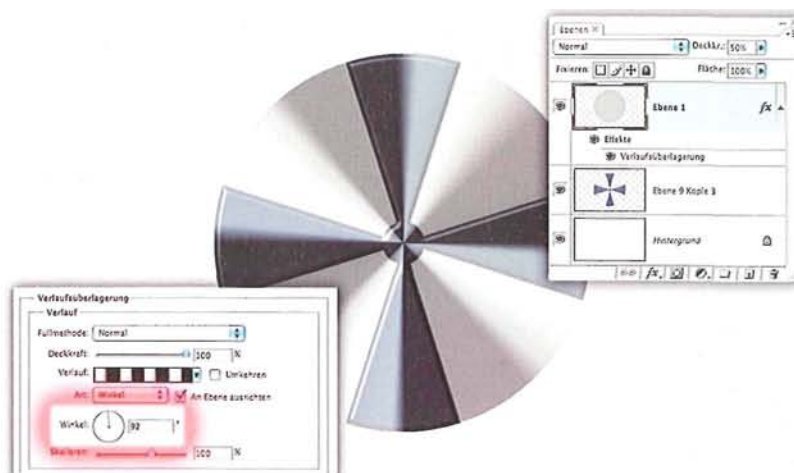 Ebenen
Normal Deckkr.: 50%
Fixieren: Fläche: 100%
Ebene 1 fx
Effekte
Verlaufsüberlagerung
Ebene 9 Kopie 3
Hintergrund
fx.
Verlaufsüberlagerung
Verlauf
Füllmethode: Normal
Deckkraft: 100 %
Verlauf: Umkehren
Art: Winkel An Ebene ausrichten
Winkel: 92 °
Skalieren: 100 %